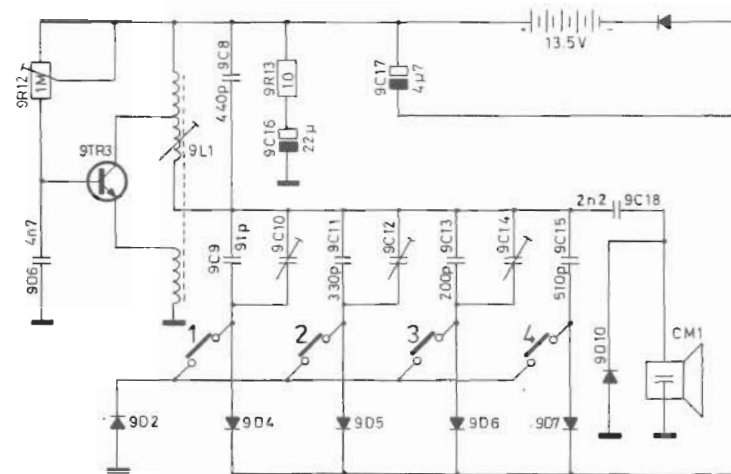 13.5V
9R12
1M
9C8
440p
9R13
10
9C16
22µ
9C17
4µ7
9TR3
9L1
4n7
9D6
9C9
91p
9C10
9C11
330p
9C12
9C13
200p
9C14
9C15
510p
2n2 9C18
1
2
3
4
9D10
CM1
9D2
9D4
9D5
9D6
9D7